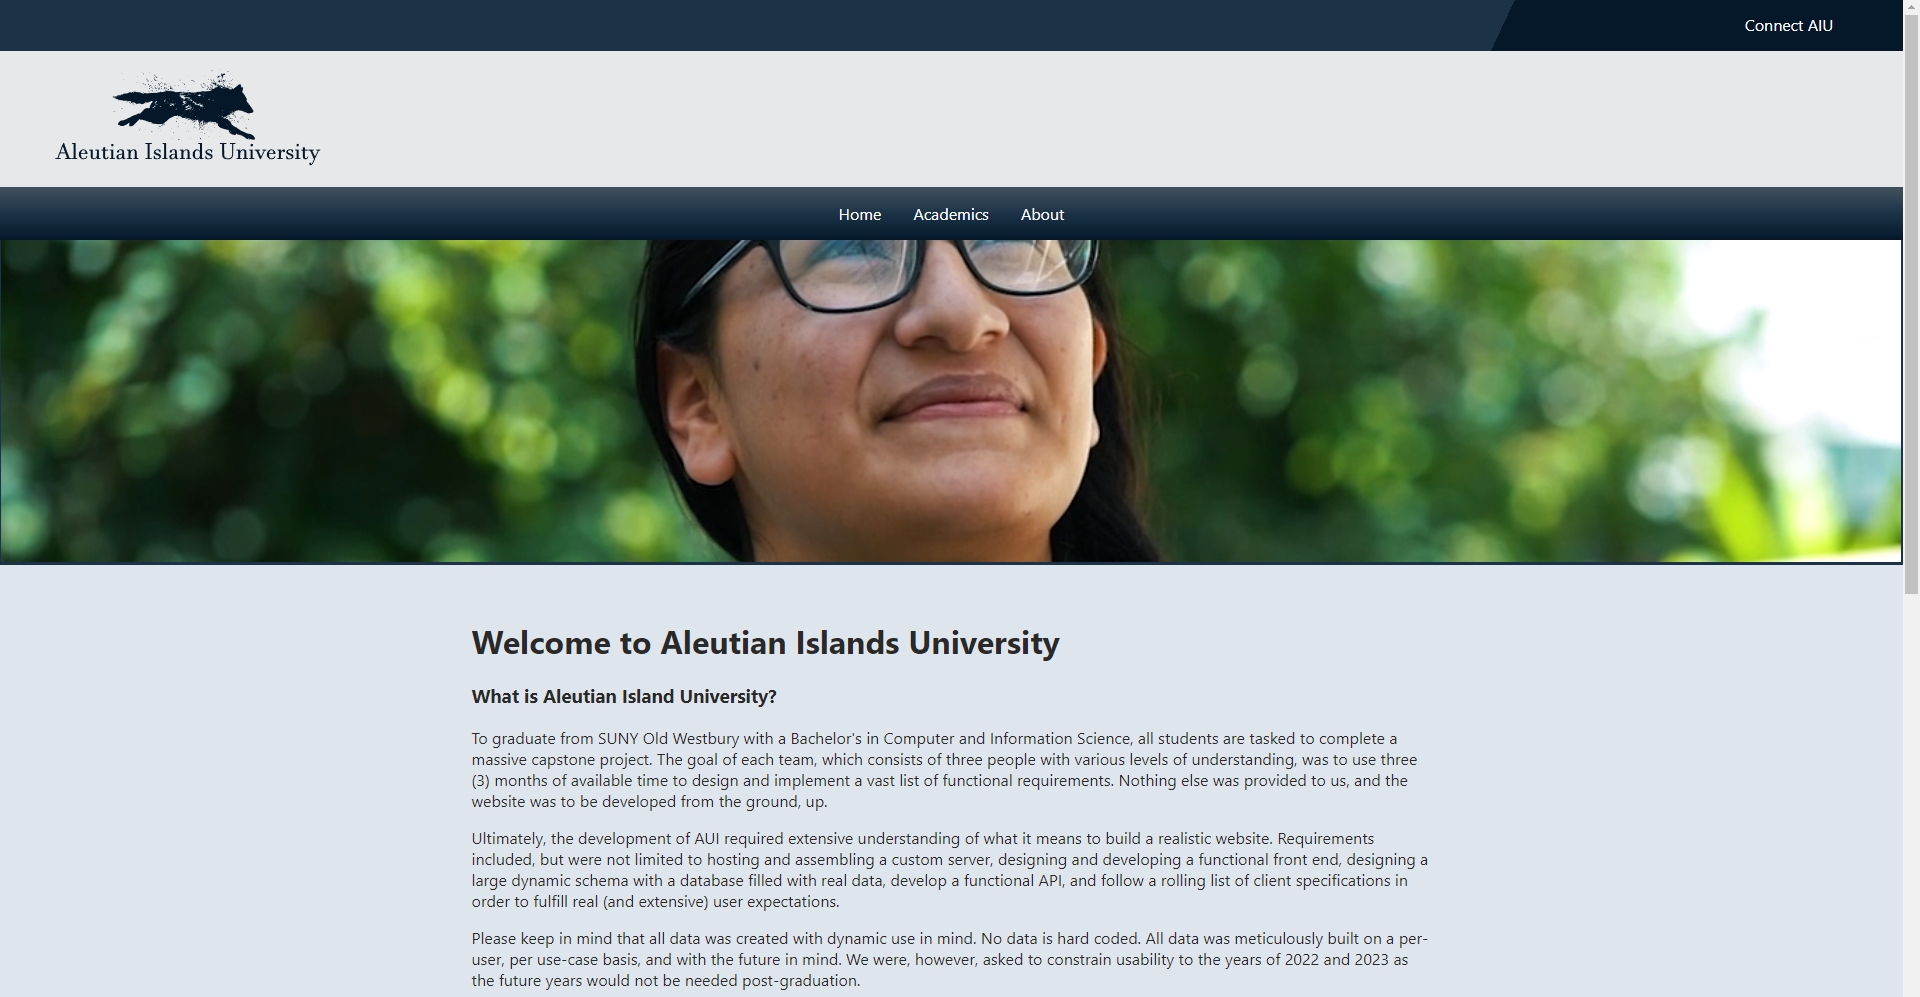 Connect AIU
Aleutian Islands University
Home Academics About
Welcome to Aleutian Islands University
What is Aleutian Island University?
To graduate from SUNY Old Westbury with a Bachelor's in Computer and Information Science, all students are tasked to complete a
massive capstone project. The goal of each team, which consists of three people with various levels of understanding, was to use three
(3) months of available time to design and implement a vast list of functional requirements. Nothing else was provided to us, and the
website was to be developed from the ground, up.
Ultimately, the development of AUI required extensive understanding of what it means to build a realistic website. Requirements
included, but were not limited to hosting and assembling a custom server, designing and developing a functional front end, designing a
large dynamic schema with a database filled with real data, develop a functional API, and follow a rolling list of client specifications in
order to fulfill real (and extensive) user expectations.
Please keep in mind that all data was created with dynamic use in mind. No data is hard coded. All data was meticulously built on a per-
user, per use-case basis, and with the future in mind. We were, however, asked to constrain usability to the years of 2022 and 2023 as
the future years would not be needed post-graduation.